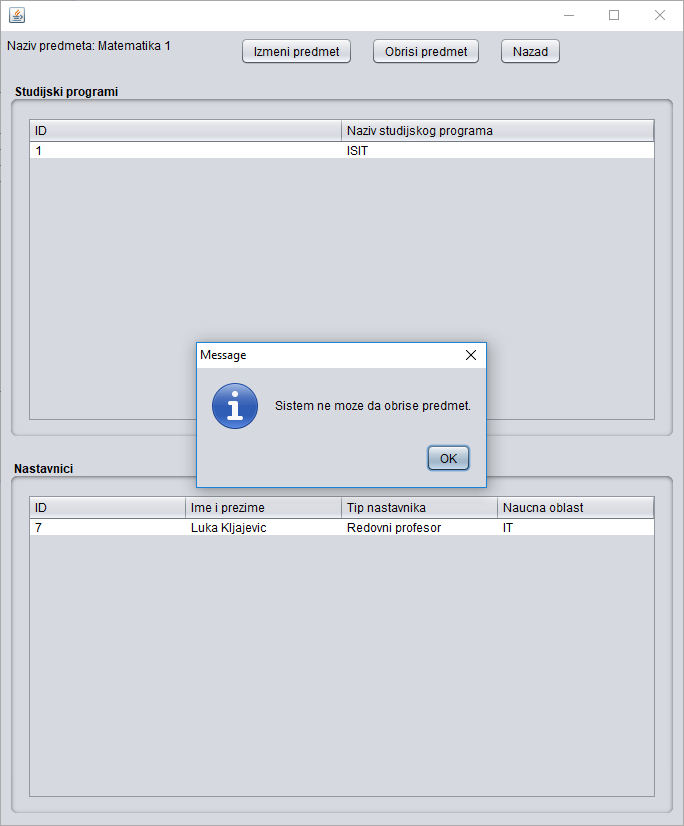 Naziv predmeta: Matematika 1
Izmeni predmet
Obrisi predmet
Nazad
Studijski programi
ID Naziv studijskog programa
1 ISIT
Message
Sistem ne moze da obrise predmet.
OK
Nastavnici
ID Ime i prezime Tip nastavnika Naucna oblast
7 Luka Kljajevic Redovni profesor IT